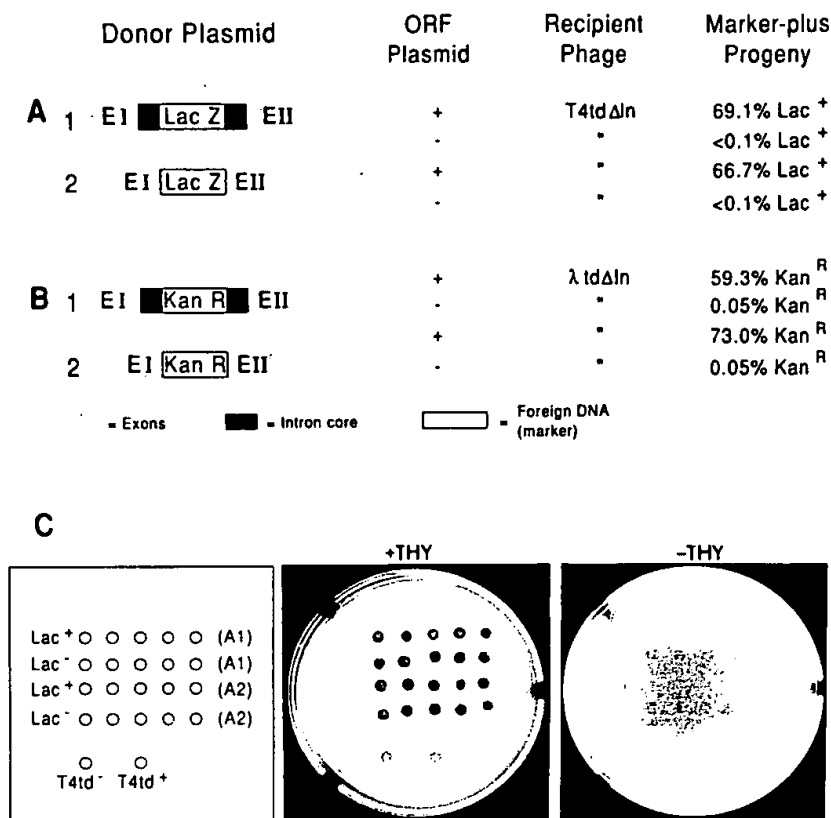 Donor Plasmid
ORF Plasmid
Recipient Phage
Marker-plus Progeny
A 1 EI Lac Z EII + T4td ΔIn 69.1% Lac +
- " <0.1% Lac +
2 EI Lac Z EII + " 66.7% Lac +
- " <0.1% Lac +
B 1 EI Kan R EII + λ tdΔIn 59.3% Kan R
- " 0.05% Kan R
+ " 73.0% Kan R
2 EI Kan R EII - " 0.05% Kan R
= Exons = Intron core = Foreign DNA (marker)
C
+THY
-THY
Lac + (A1)
Lac - (A1)
Lac + (A2)
Lac - (A2)
T4td - T4td +